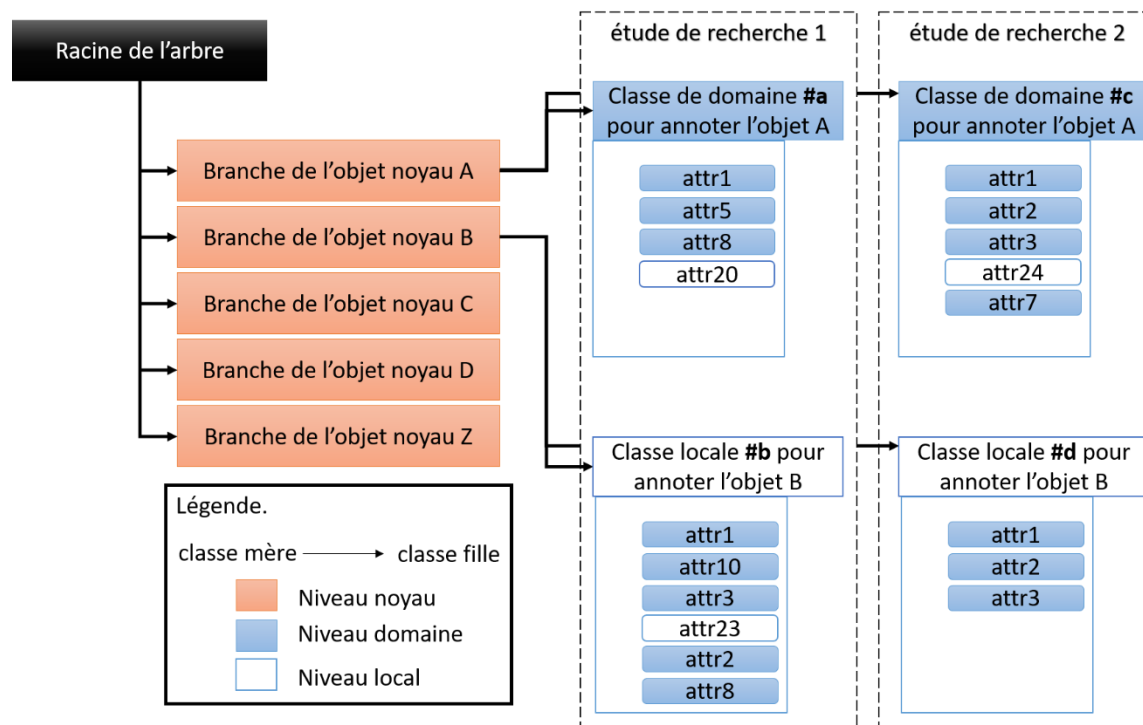 Racine de l'arbre
Branche de l'objet noyau A
Branche de l'objet noyau B
Branche de l'objet noyau C
Branche de l'objet noyau D
Branche de l'objet noyau Z
Légende.
classe mère
classe fille
Niveau noyau
Niveau domaine
Niveau local
étude de recherche 1
Classe de domaine #a
pour annoter l'objet A
attr1
attr5
attr8
attr20
Classe locale #b pour
annoter l'objet B
attr1
attr10
attr3
attr23
attr2
attr8
étude de recherche 2
Classe de domaine #c
pour annoter l'objet A
attr1
attr2
attr3
attr24
attr7
Classe locale #d pour
annoter l'objet B
attr1
attr2
attr3